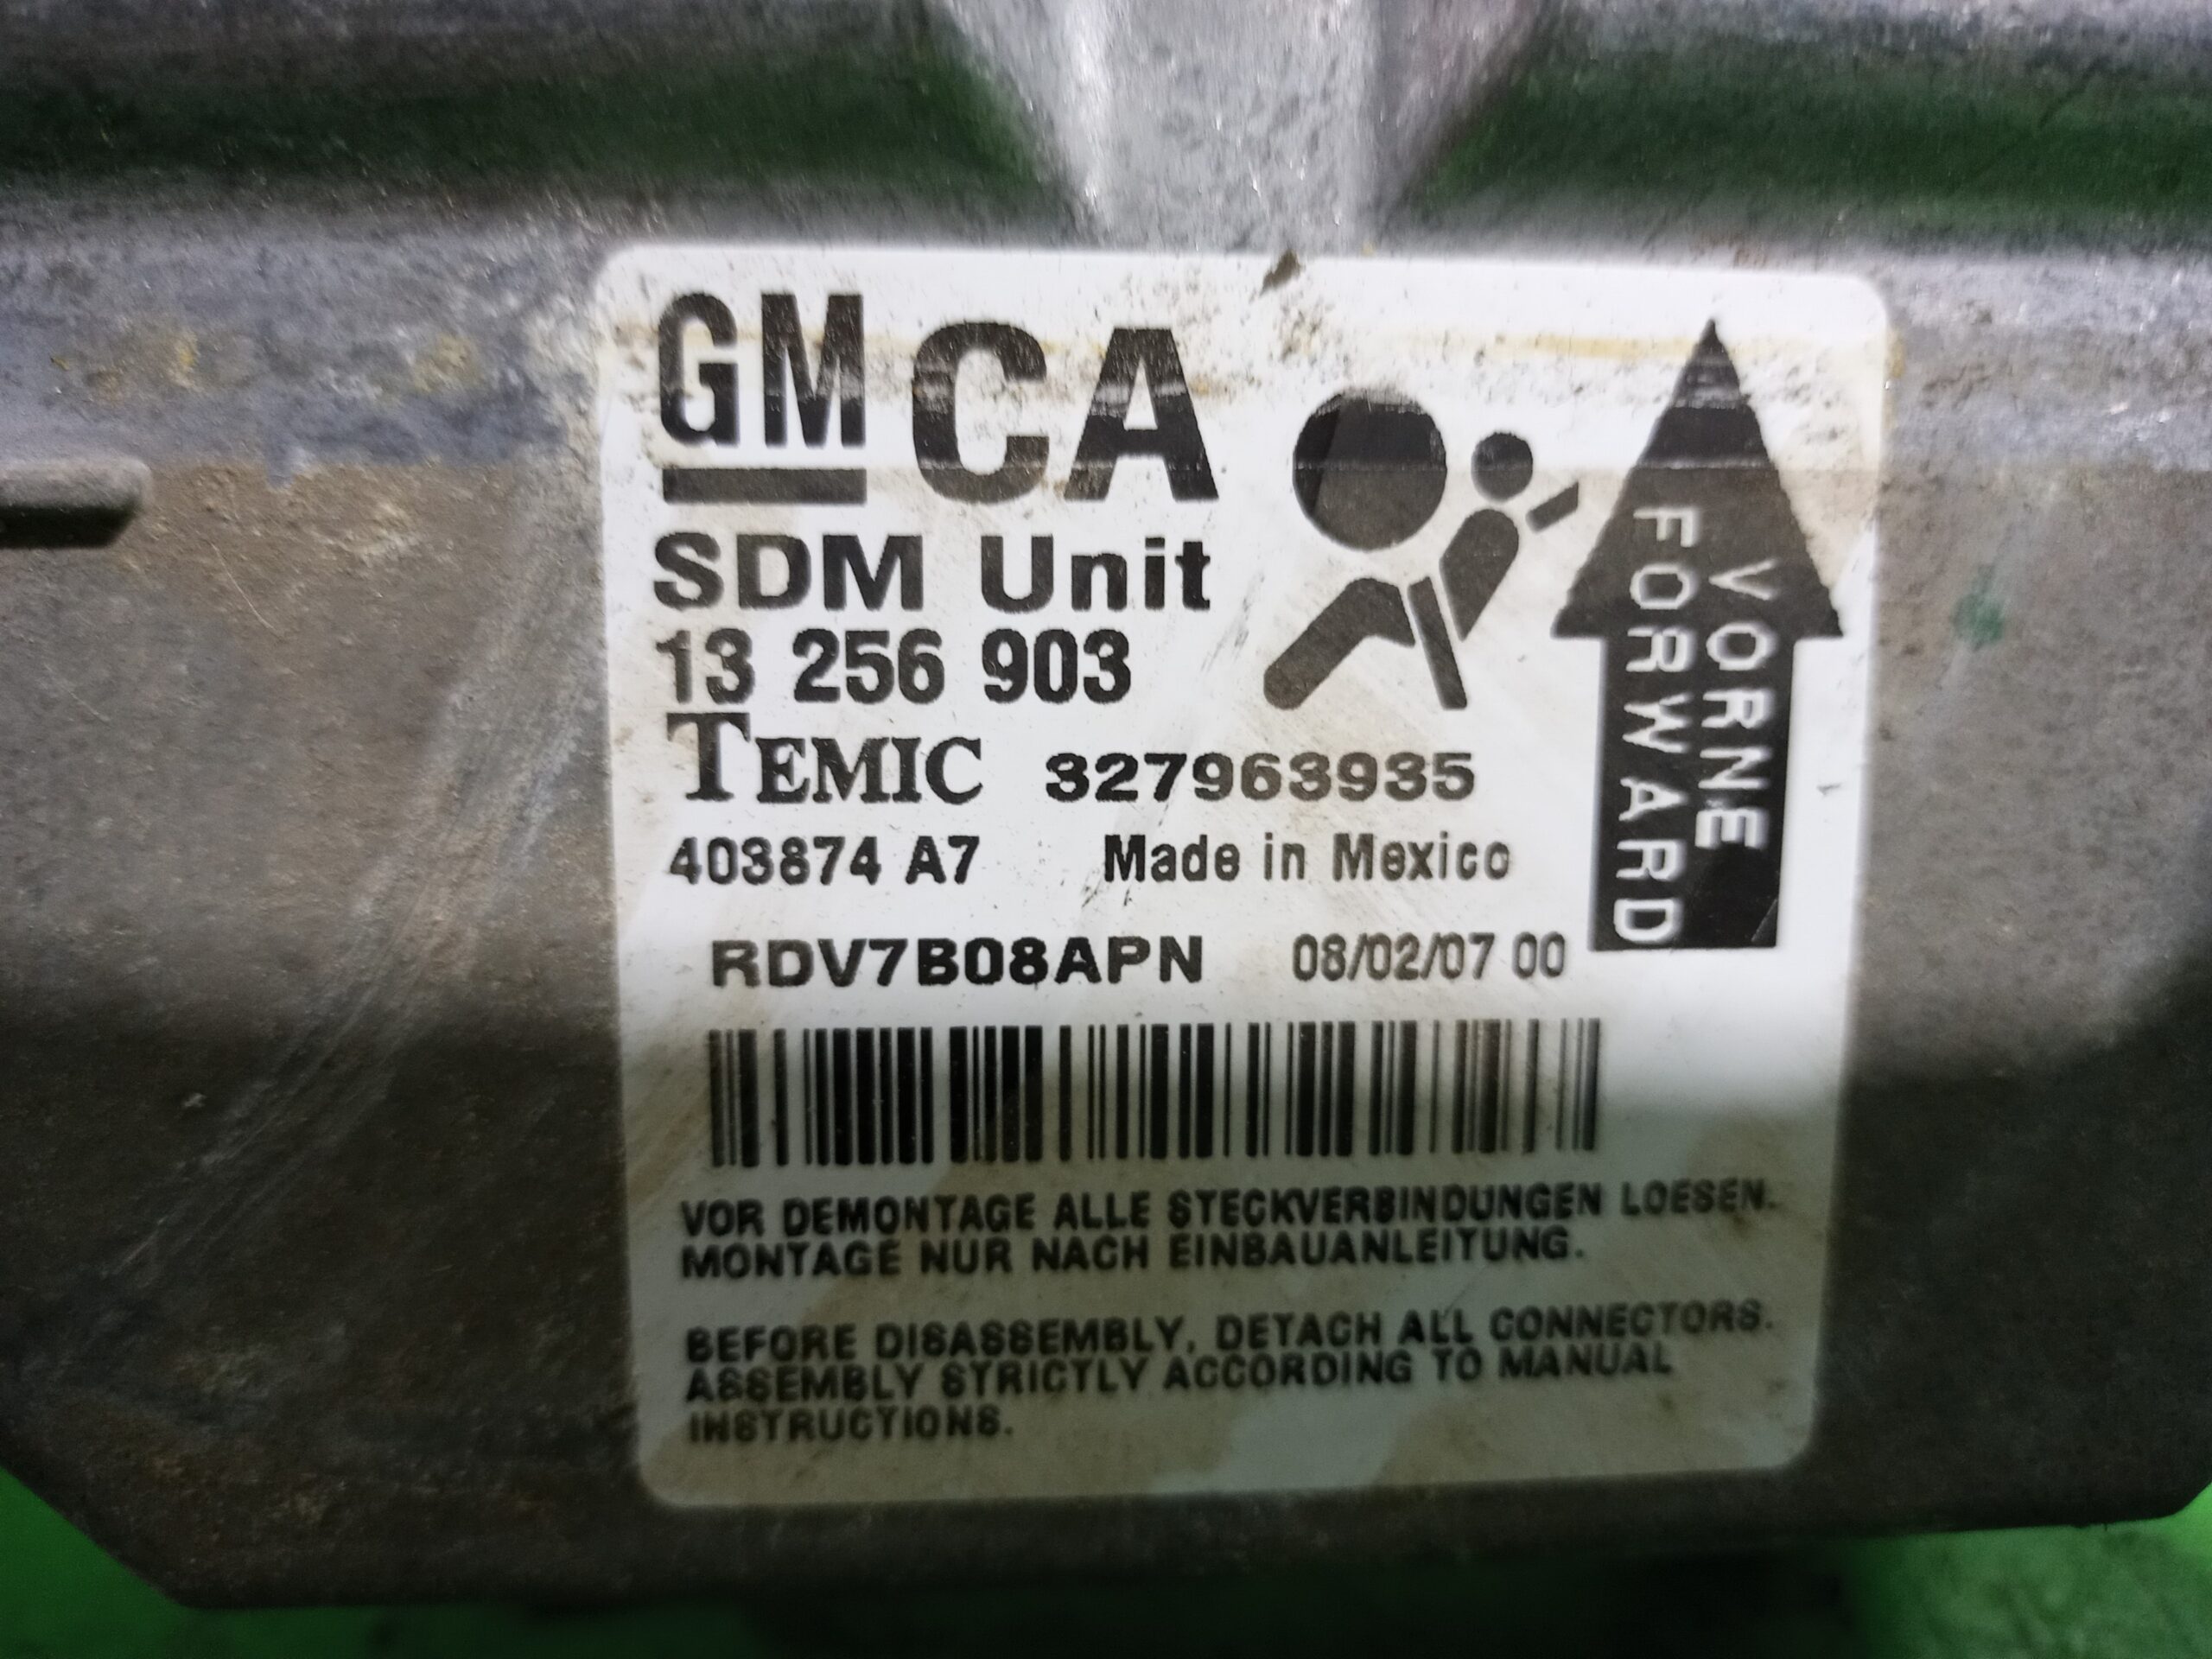 GM CA
SDM Unit
13 256 903
TEMIC 327963935
403874 A7 Made in Mexico
RDV7B08APN 08/02/07 00
VORNE
FORWARD
VOR DEMONTAGE ALLE STECKVERBINDUNGEN LOESEN.
MONTAGE NUR NACH EINBAUANLEITUNG.
BEFORE DISASSEMBLY, DETACH ALL CONNECTORS.
ASSEMBLY STRICTLY ACCORDING TO MANUAL
INSTRUCTIONS.